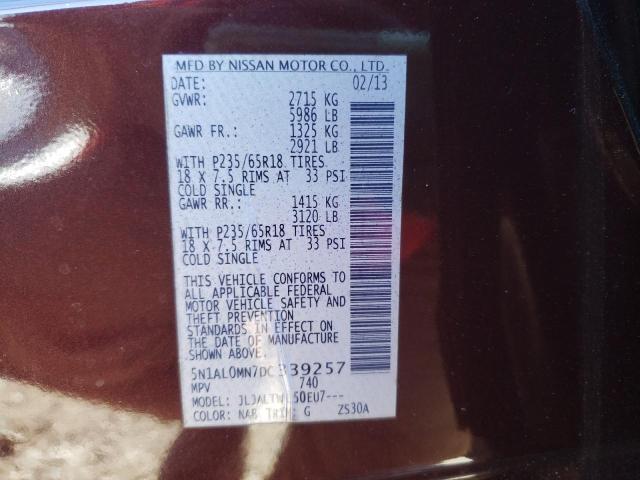 MFD BY NISSAN MOTOR CO., LTD.
DATE: 02/13
GVWR: 2715 KG
5986 LB
GAWR FR.: 1325 KG
2921 LB
WITH P235/65R18 TIRES
18 X 7.5 RIMS AT 33 PSI
COLD SINGLE
GAWR RR.: 1415 KG
3120 LB
WITH P235/65R18 TIRES
18 X 7.5 RIMS AT 33 PSI
COLD SINGLE
THIS VEHICLE CONFORMS TO
ALL APPLICABLE FEDERAL
MOTOR VEHICLE SAFETY AND
THEFT PREVENTION
STANDARDS IN EFFECT ON
THE DATE OF MANUFACTURE
SHOWN ABOVE.
5N1AL0MN7DC339257
MPV 740
MODEL:
COLOR: NAB TRIM: G ZS30A